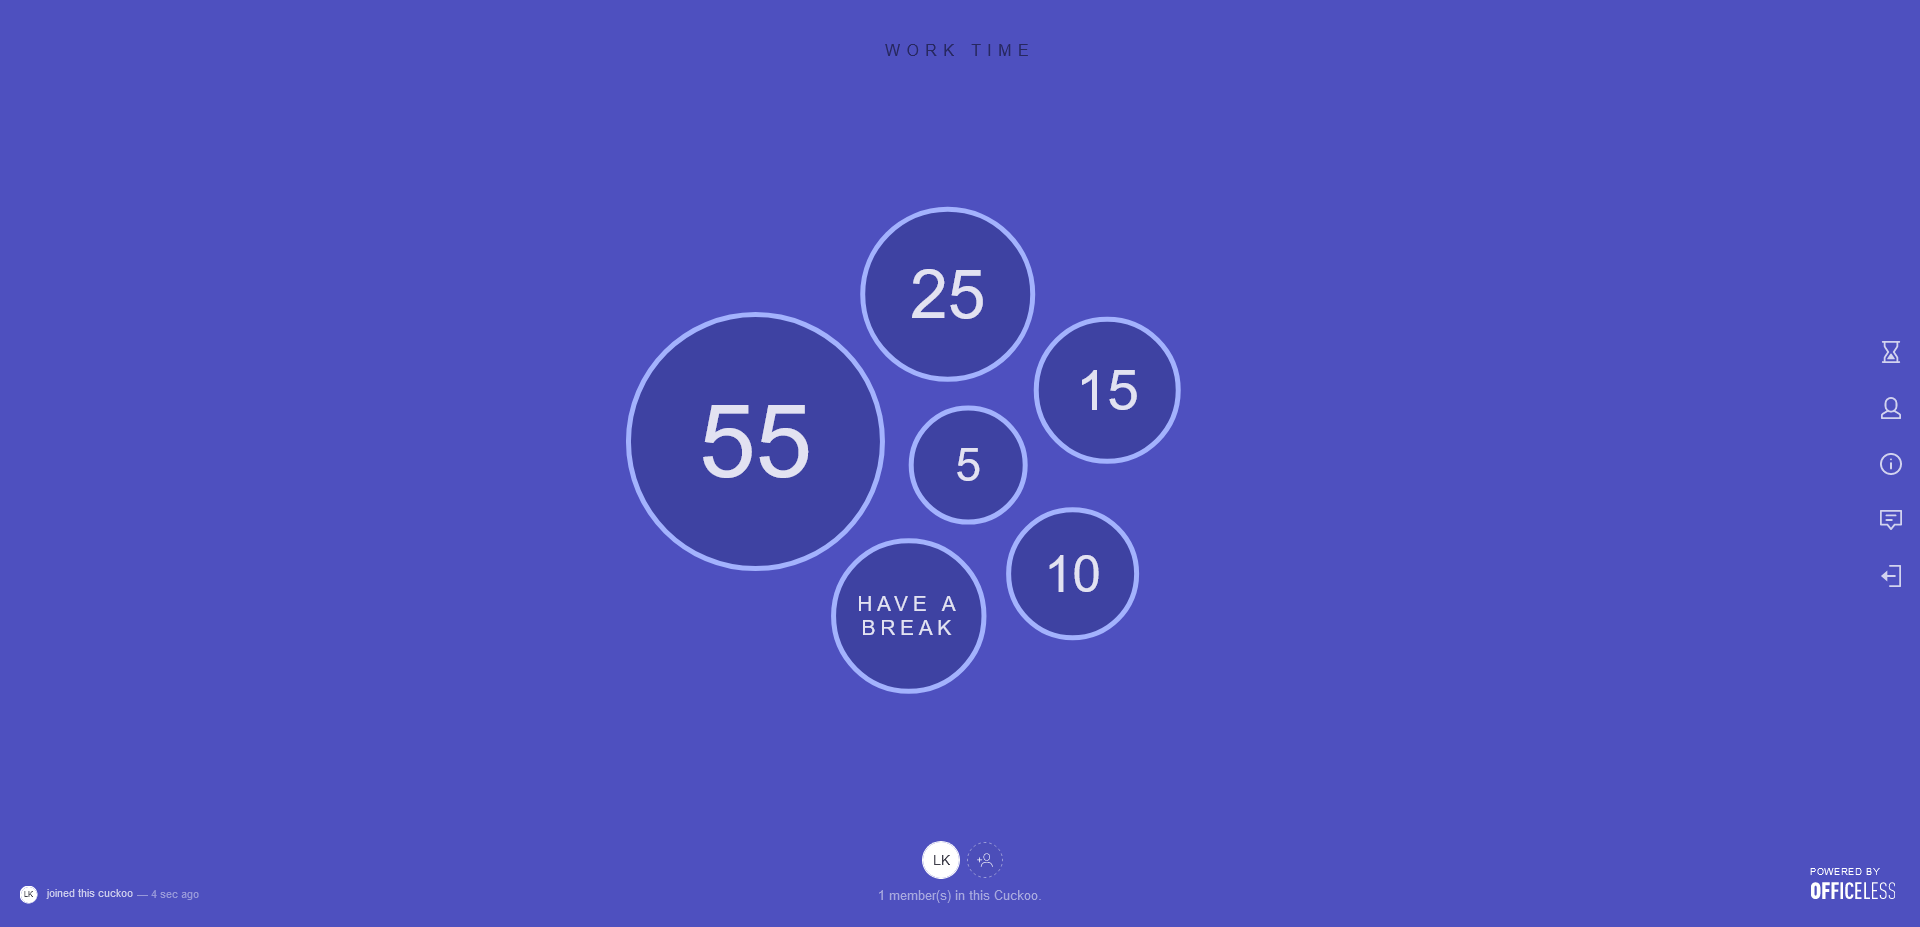 WORK TIME
25
15
55
5
10
HAVE A
BREAK
LK
1 member(s) in this Cuckoo.
LK joined this cuckoo — 4 sec ago
POWERED BY
OFFICELESS